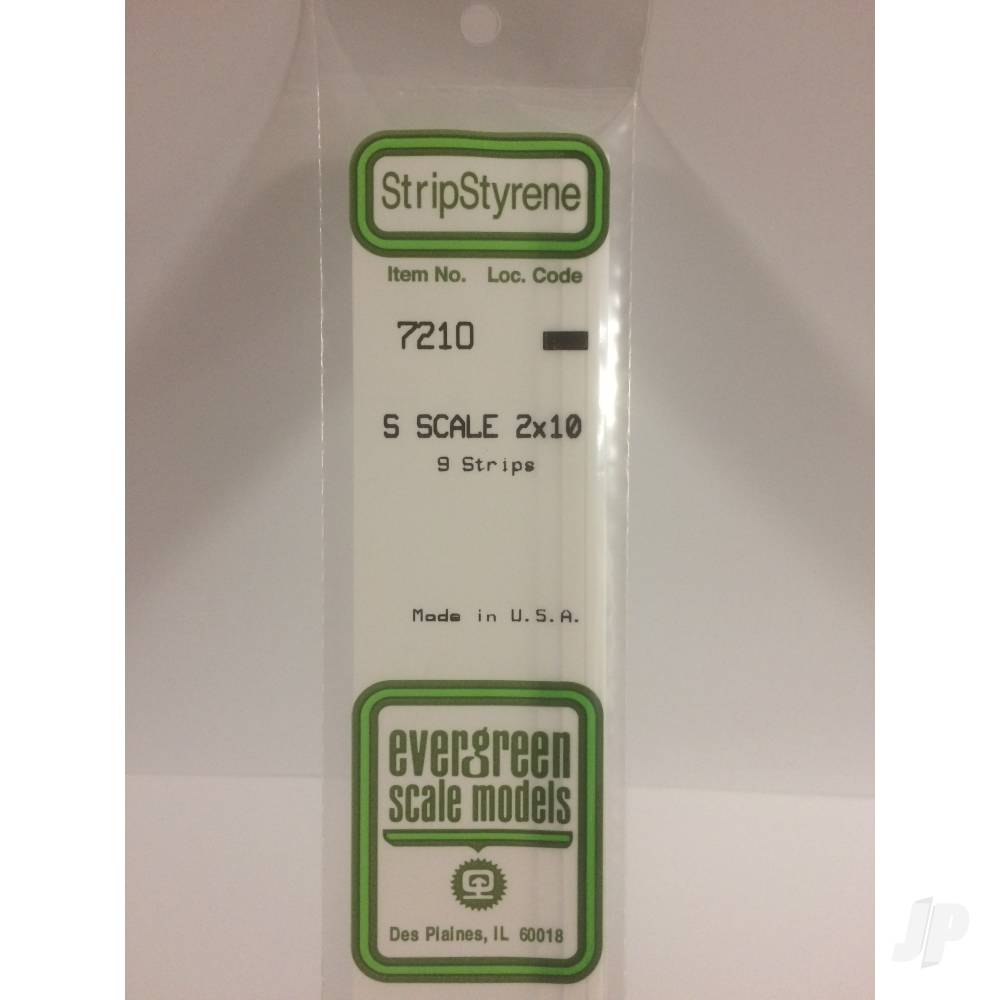 StripStyrene
Item No. Loc. Code
7210
S SCALE 2x10
9 Strips
Made in U.S.A.
evergreen
scale models
Des Plaines, IL 60018
JP